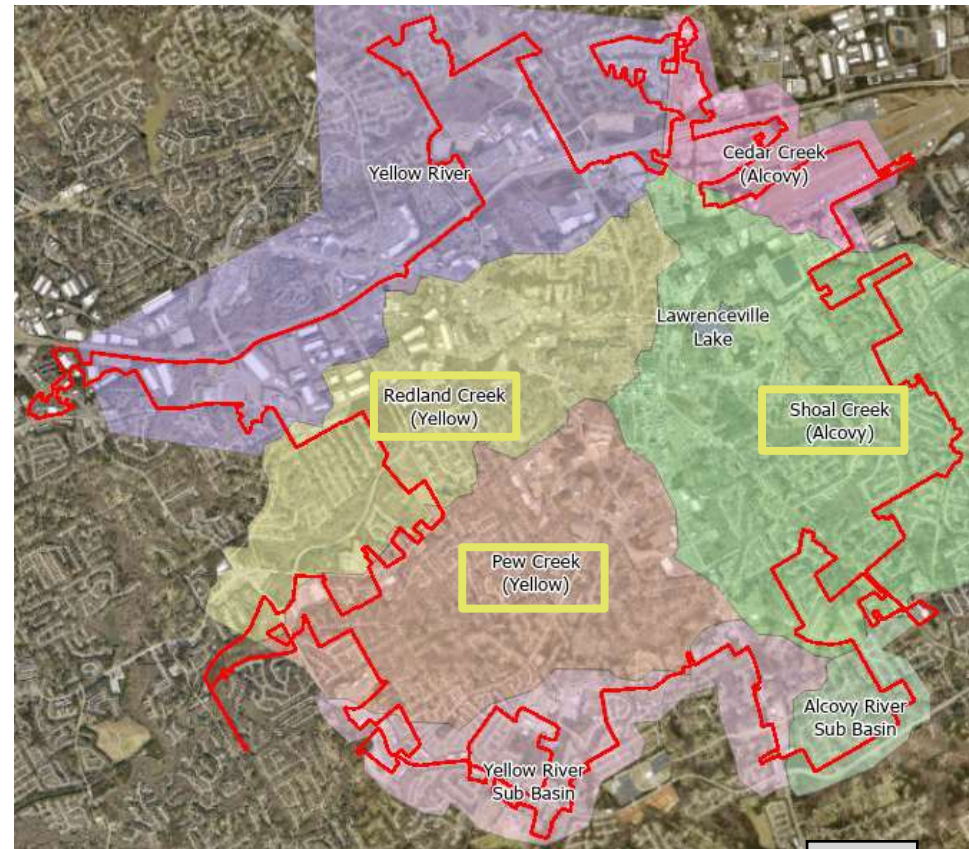 Yellow River
Cedar Creek
(Alcovy)
Lawrenceville
Lake
Redland Creek
(Yellow)
Shoal Creek
(Alcovy)
Pew Creek
(Yellow)
Alcovy River
Sub Basin
Yellow River
Sub Basin